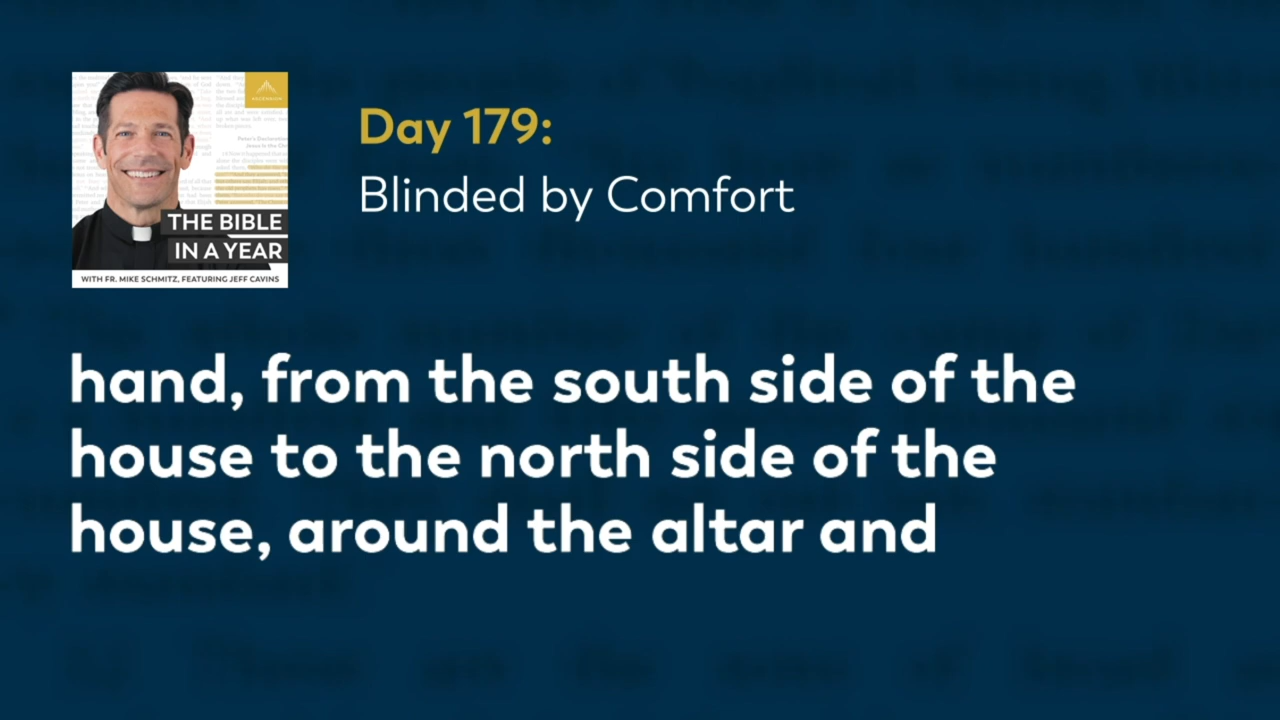 ASCENSION
THE BIBLE
IN A YEAR
WITH FR. MIKE SCHMITZ, FEATURING JEFF CAVINS
Day 179:
Blinded by Comfort
hand, from the south side of the
house to the north side of the
house, around the altar and